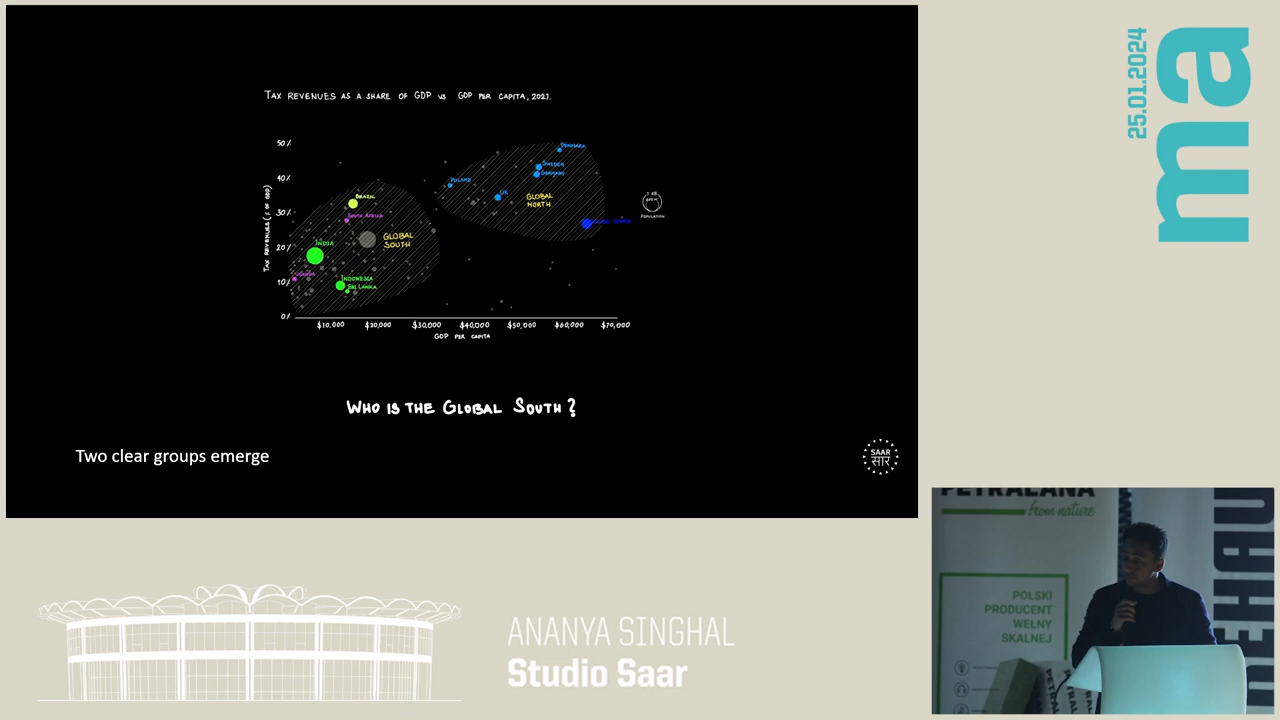 TAX REVENUES AS A SHARE OF GDP VS GDP PER CAPITA, 2021.
50%
40%
30%
20%
10%
0%
TAX REVENUES (% OF GDP)
DENMARK
SWEDEN
GERMANY
POLAND
UK
GLOBAL
NORTH
BRAZIL
SOUTH AFRICA
GLOBAL
SOUTH
INDIA
UGANDA
INDONESIA
SRI LANKA
POPULATION
$10,000 $20,000 $30,000 $40,000 $50,000 $60,000 $70,000
GDP PER CAPITA
WHO IS THE GLOBAL SOUTH?
Two clear groups emerge
SAAR
सार
25.01.2024
ma
ANANYA SINGHAL
Studio Saar
PETRALANA
from nature
POLSKI
PRODUCENT
WEŁNY
SKALNEJ